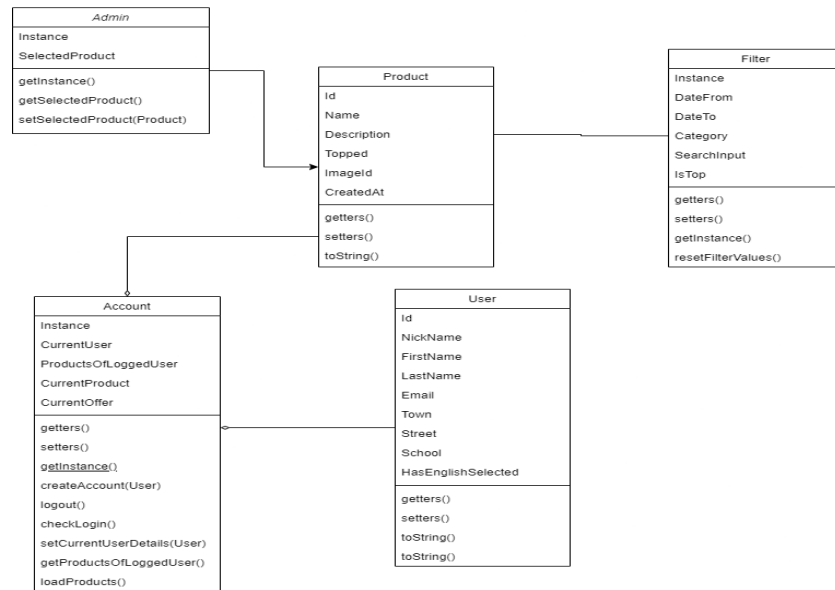 Admin
Instance
SelectedProduct
getInstance()
getSelectedProduct()
setSelectedProduct(Product)
Product
Id
Name
Description
Topped
ImageId
CreatedAt
getters()
setters()
toString()
Filter
Instance
DateFrom
DateTo
Category
SearchInput
IsTop
getters()
setters()
getInstance()
resetFilterValues()
Account
Instance
CurrentUser
ProductsOfLoggedUser
CurrentProduct
CurrentOffer
getters()
setters()
getInstance()
createAccount(User)
logout()
checkLogin()
setCurrentUserDetails(User)
getProductsOfLoggedUser()
loadProducts()
User
Id
NickName
FirstName
LastName
Email
Town
Street
School
HasEnglishSelected
getters()
setters()
toString()
toString()